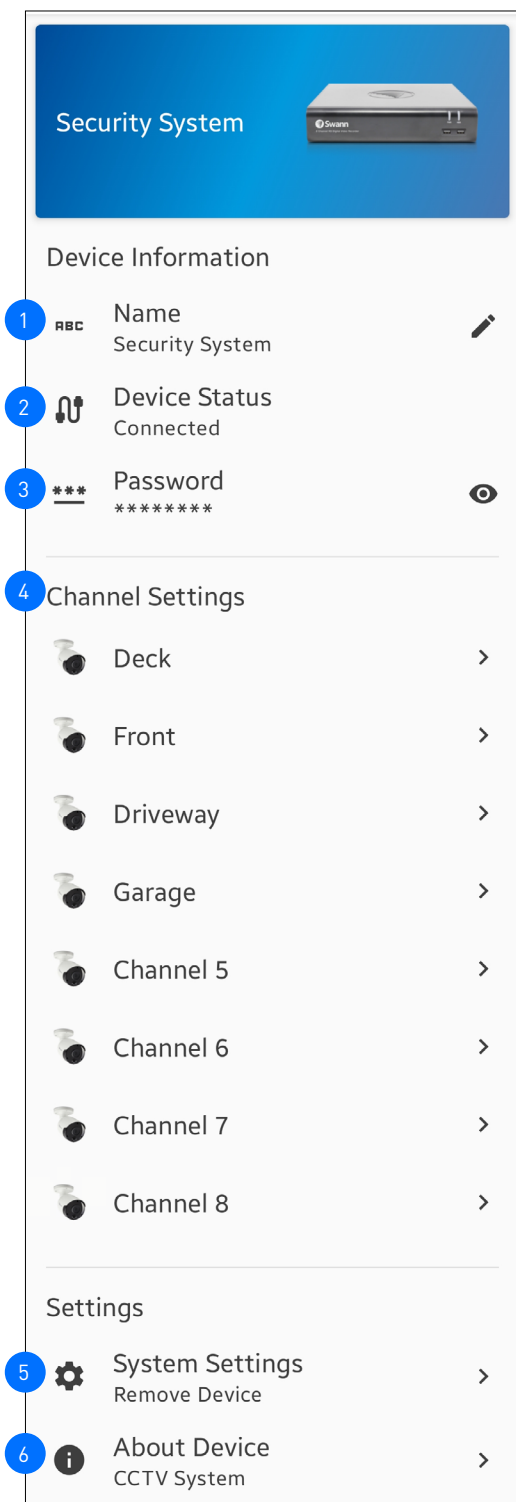 Security System
Swann
Device Information
1
ABC
Name
Security System
2
Device Status
Connected
3
***
Password
********
4
Channel Settings
Deck
Front
Driveway
Garage
Channel 5
Channel 6
Channel 7
Channel 8
Settings
5
System Settings
Remove Device
6
About Device
CCTV System